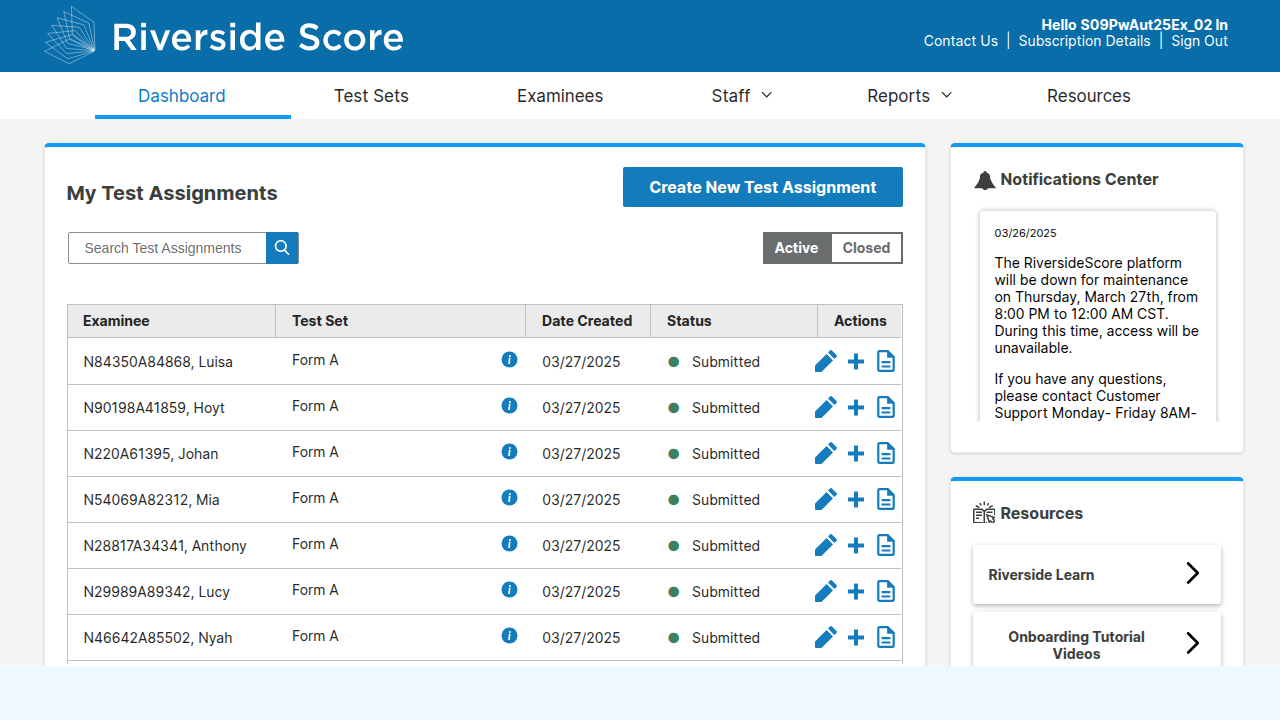 Riverside Score
Hello S09PwAut25Ex_02 In
Contact Us | Subscription Details | Sign Out
Dashboard
Test Sets
Examinees
Staff
Reports
Resources
My Test Assignments
Create New Test Assignment
Search Test Assignments
Active
Closed
Examinee Test Set Date Created Status Actions
N84350A84868, Luisa Form A i 03/27/2025 Submitted
N90198A41859, Hoyt Form A i 03/27/2025 Submitted
N220A61395, Johan Form A i 03/27/2025 Submitted
N54069A82312, Mia Form A i 03/27/2025 Submitted
N28817A34341, Anthony Form A i 03/27/2025 Submitted
N29989A89342, Lucy Form A i 03/27/2025 Submitted
N46642A85502, Nyah Form A i 03/27/2025 Submitted
Notifications Center
03/26/2025
The RiversideScore platform
will be down for maintenance
on Thursday, March 27th, from
8:00 PM to 12:00 AM CST.
During this time, access will be
unavailable.
If you have any questions,
please contact Customer
Support Monday- Friday 8AM-
Resources
Riverside Learn
Onboarding Tutorial
Videos